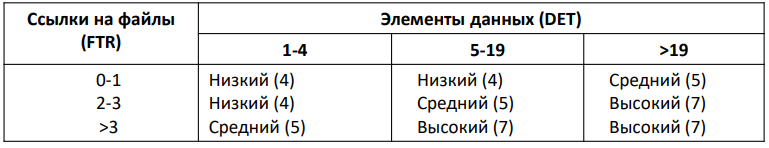 Ссылки на файлы (FTR) Элементы данных (DET)
1-4 5-19 >19
0-1 Низкий (4) Низкий (4) Средний (5)
2-3 Низкий (4) Средний (5) Высокий (7)
>3 Средний (5) Высокий (7) Высокий (7)